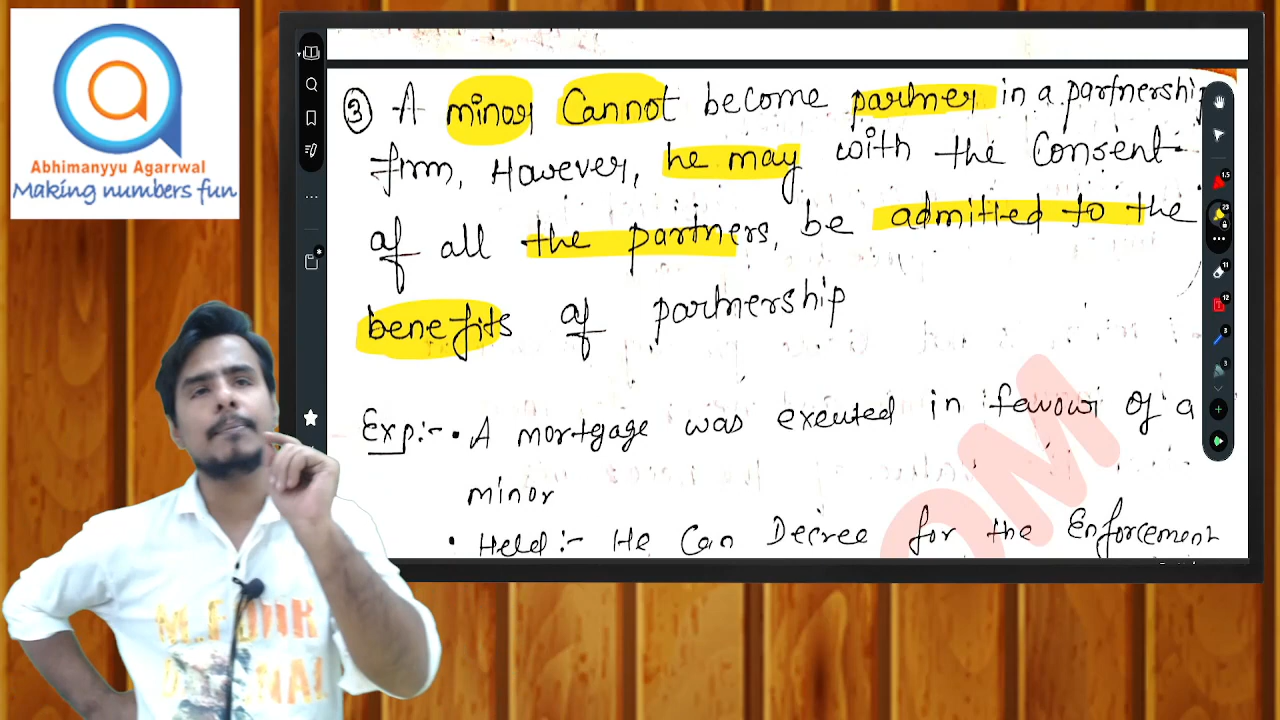 Abhimanyyu Agarrwal
Making numbers fun
③ A minor Cannot become partner in a partnership
firm, However, he may with the Consent
of all the partners, be admitted to the
benefits of partnership
Exp:- • A mortgage was exeuted in favour of a
minor
• Held :- He Can Decree for the Enforcement
OM